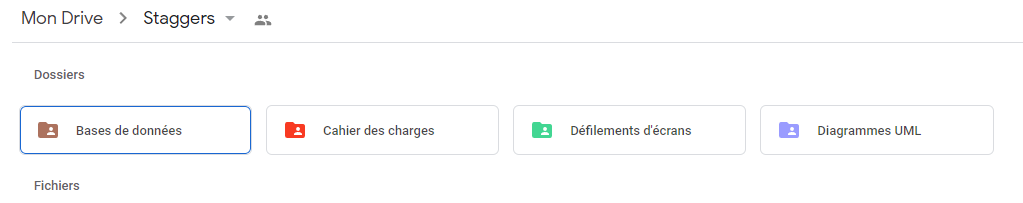 Mon Drive > Staggers
Dossiers
Bases de données
Cahier des charges
Défilements d'écrans
Diagrammes UML
Fichiers